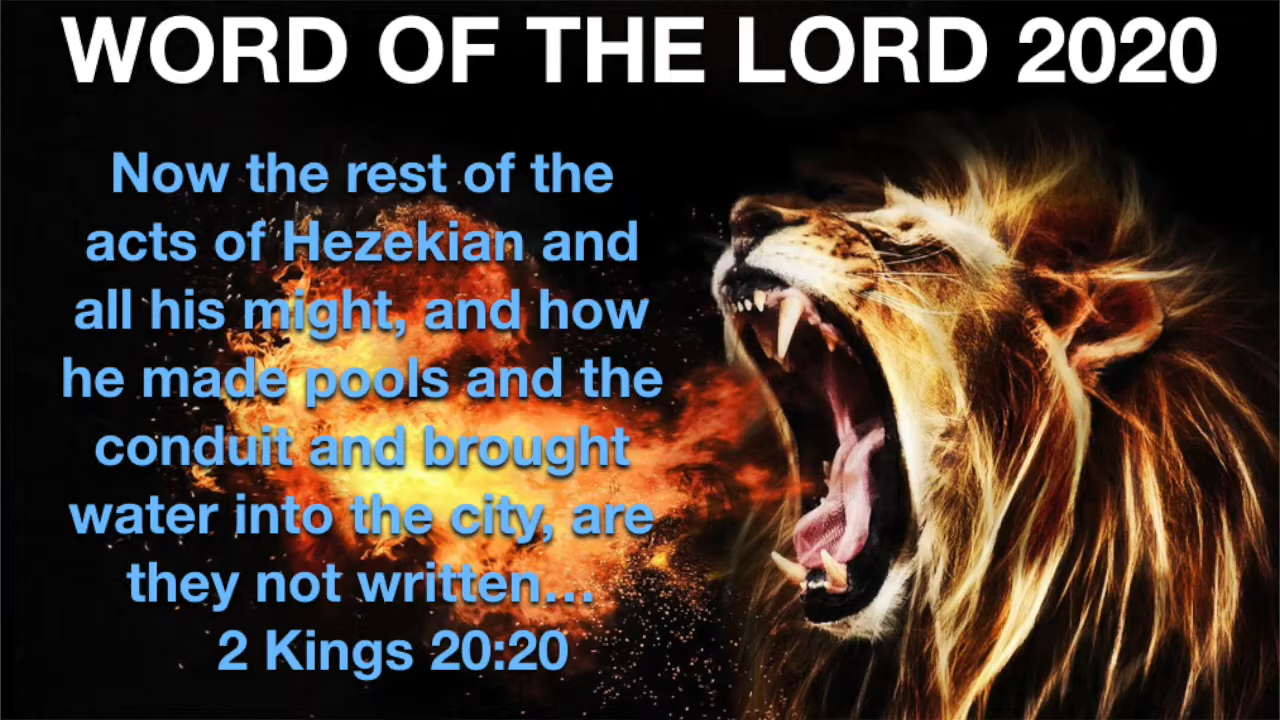 WORD OF THE LORD 2020
Now the rest of the
acts of Hezekian and
all his might, and how
he made pools and the
conduit and brought
water into the city, are
they not written...
2 Kings 20:20